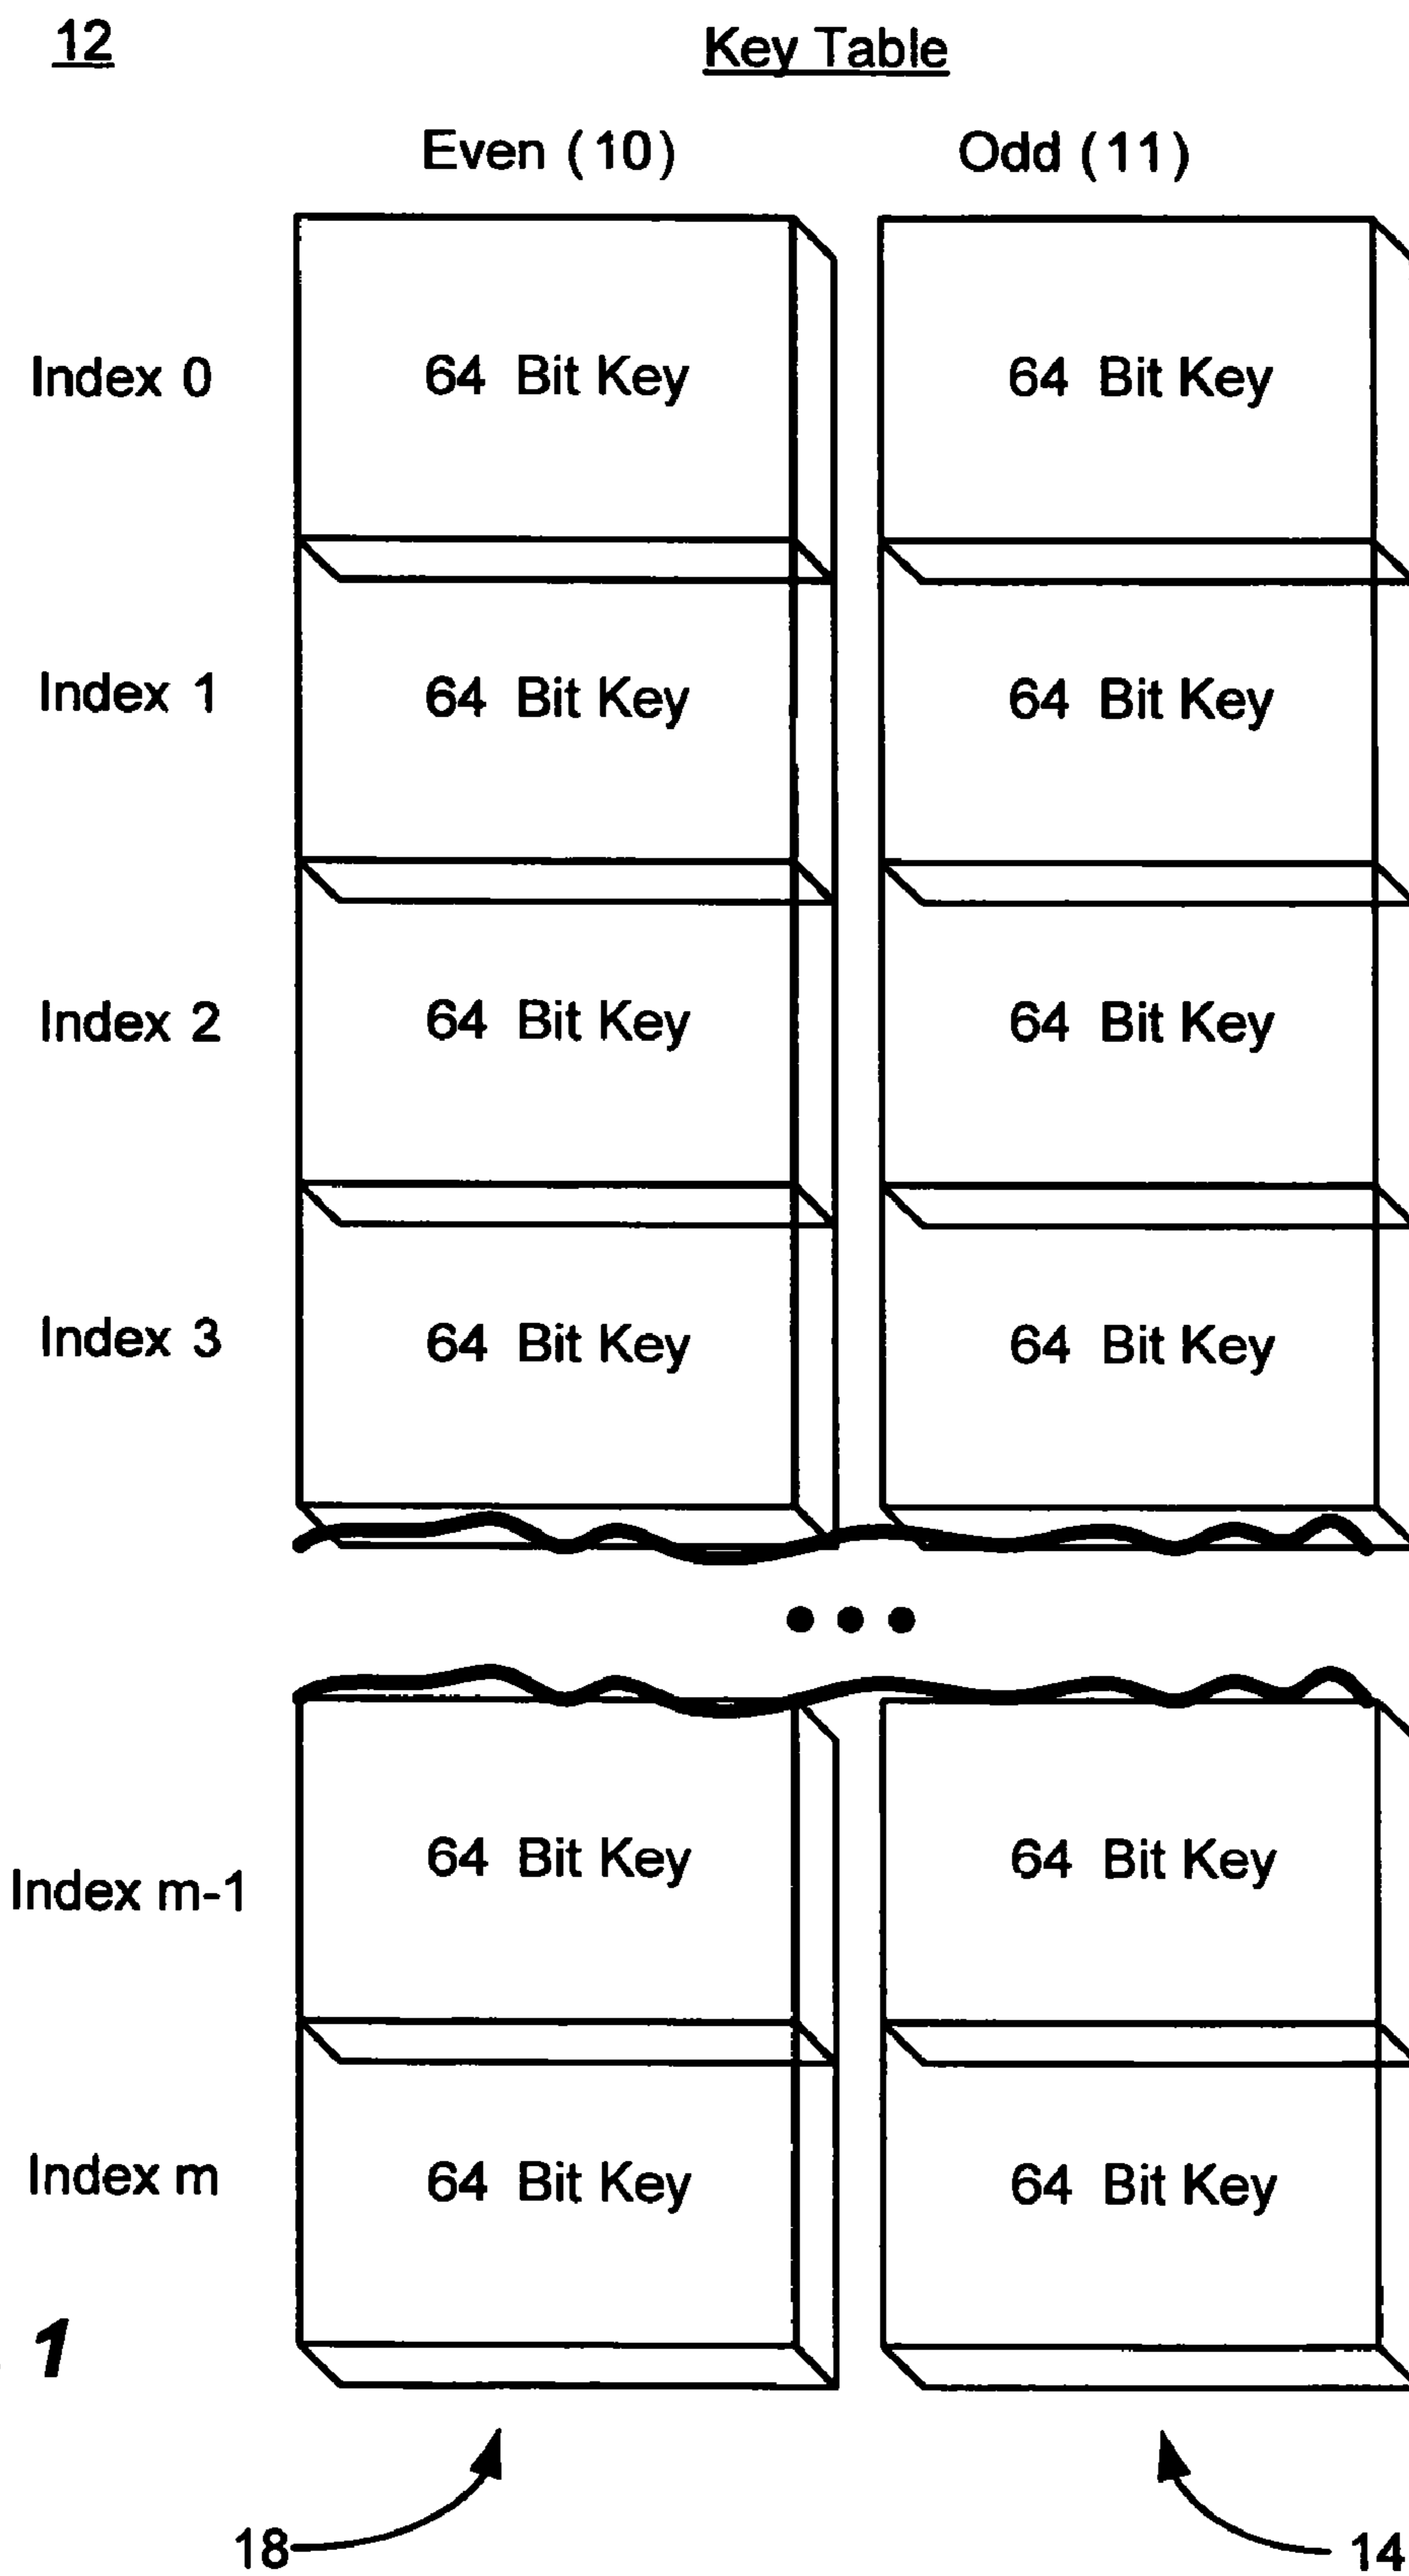 12
Key Table
Even (10) Odd (11)
Index 0 64 Bit Key 64 Bit Key
Index 1 64 Bit Key 64 Bit Key
Index 2 64 Bit Key 64 Bit Key
Index 3 64 Bit Key 64 Bit Key
•••
Index m-1 64 Bit Key 64 Bit Key
Index m 64 Bit Key 64 Bit Key
1
18 14